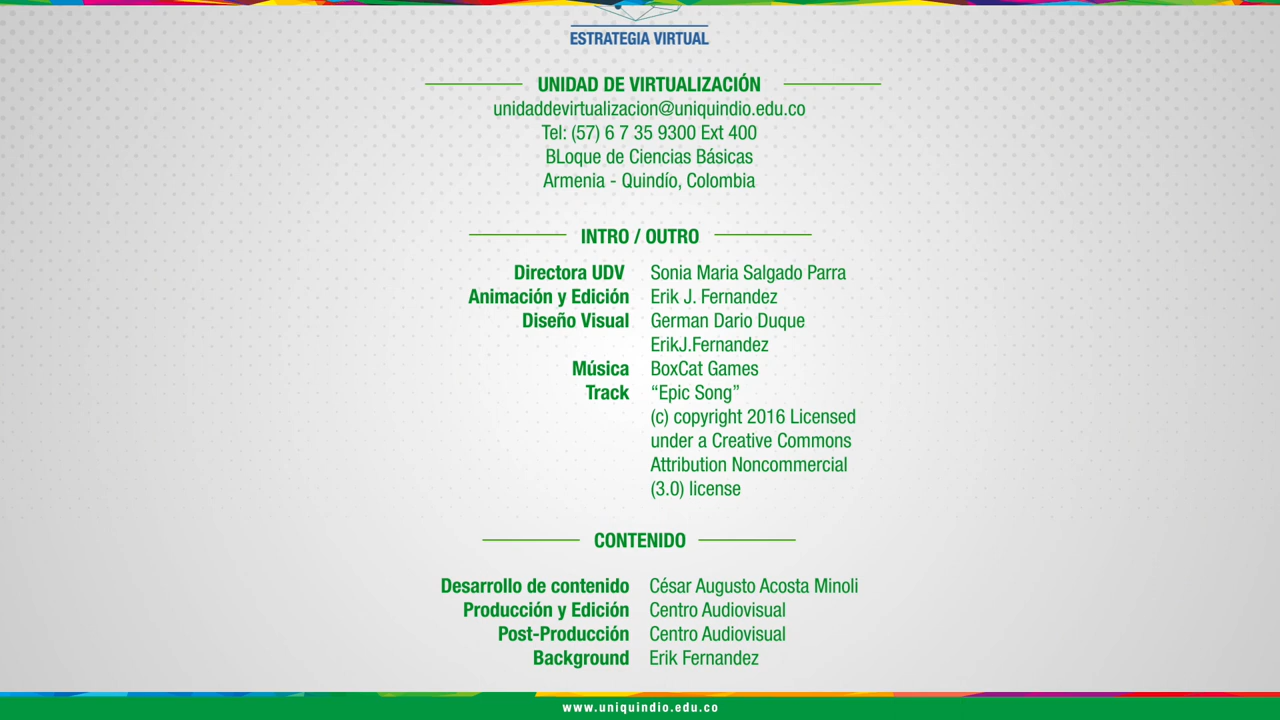 ESTRATEGIA VIRTUAL
UNIDAD DE VIRTUALIZACIÓN
unidaddevirtualizacion@uniquindio.edu.co
Tel: (57) 6 7 35 9300 Ext 400
BLoque de Ciencias Básicas
Armenia - Quindío, Colombia
INTRO / OUTRO
Directora UDV Sonia Maria Salgado Parra
Animación y Edición Erik J. Fernandez
Diseño Visual German Dario Duque
ErikJ.Fernandez
Música BoxCat Games
Track “Epic Song”
(c) copyright 2016 Licensed
under a Creative Commons
Attribution Noncommercial
(3.0) license
CONTENIDO
Desarrollo de contenido César Augusto Acosta Minoli
Producción y Edición Centro Audiovisual
Post-Producción Centro Audiovisual
Background Erik Fernandez
www.uniquindio.edu.co